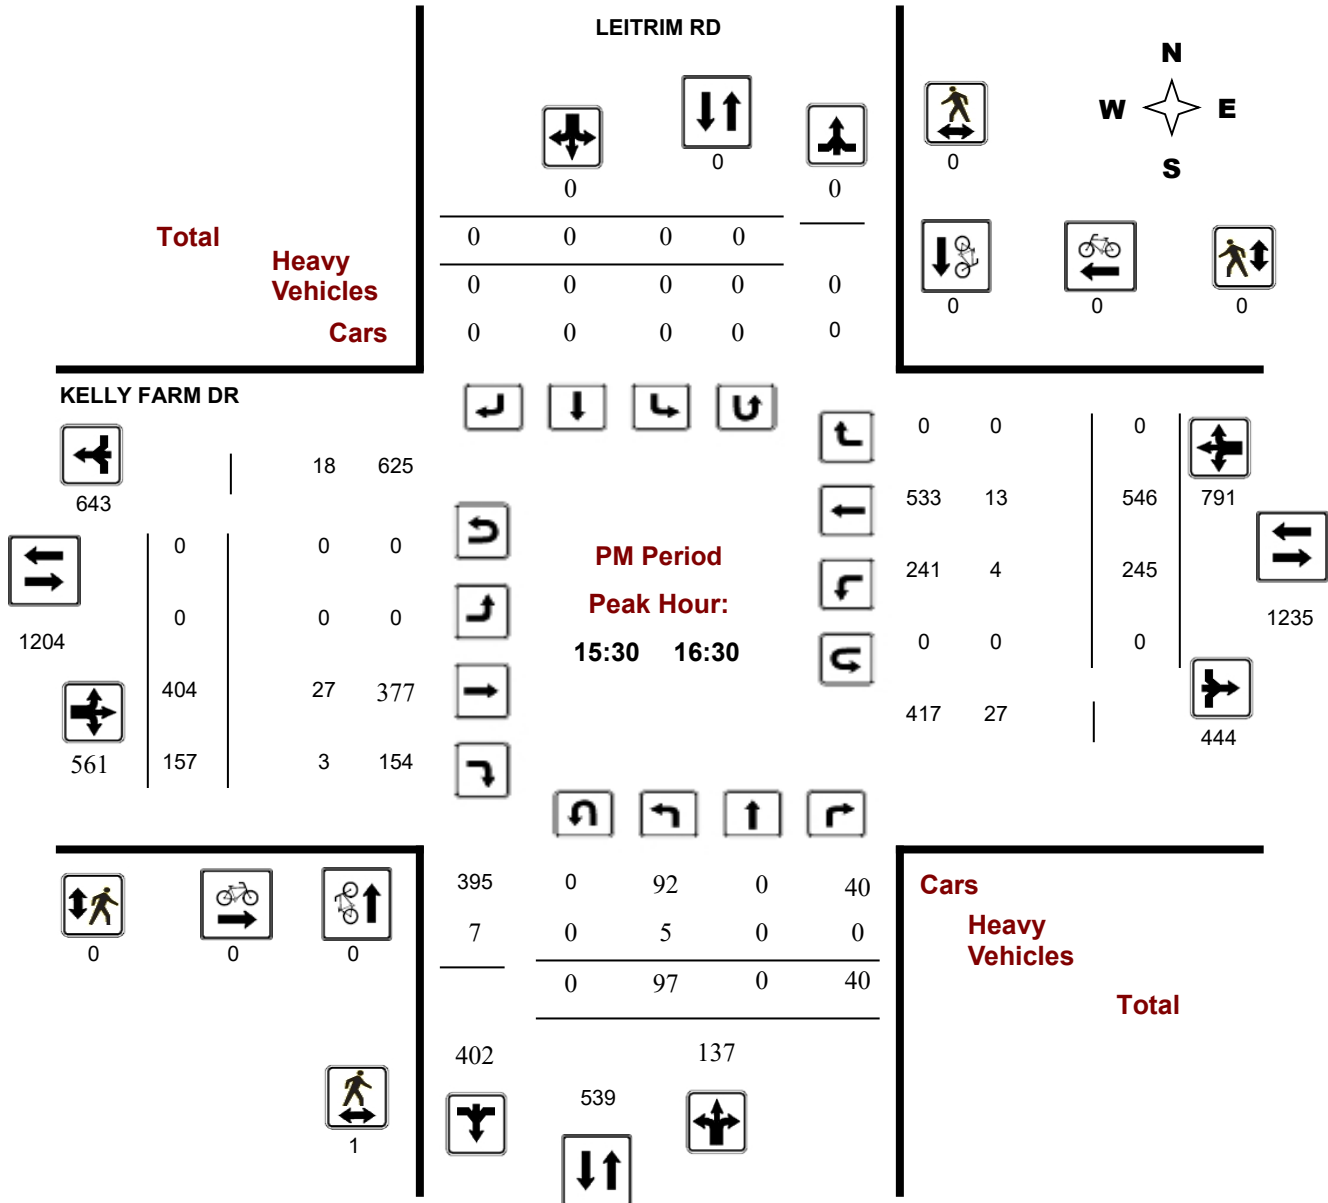 LEITRIM RD
N
W E
S
0
0
0
0
0
Total
0 0 0 0
Heavy
Vehicles
0 0 0 0 0
0 0 0
Cars
0 0 0 0 0
KELLY FARM DR
0 0 0
18 625
643
533 13 546 791
0 0 0
PM Period
241 4 245
Peak Hour:
0 0 0
1204
15:30 16:30
0 0 0
1235
404 27 377
417 27
444
561 157 3 154
395 0 92 0 40
Cars
7 0 5 0 0
Heavy
Vehicles
0 0 0
0 97 0 40
Total
402 137
539
1